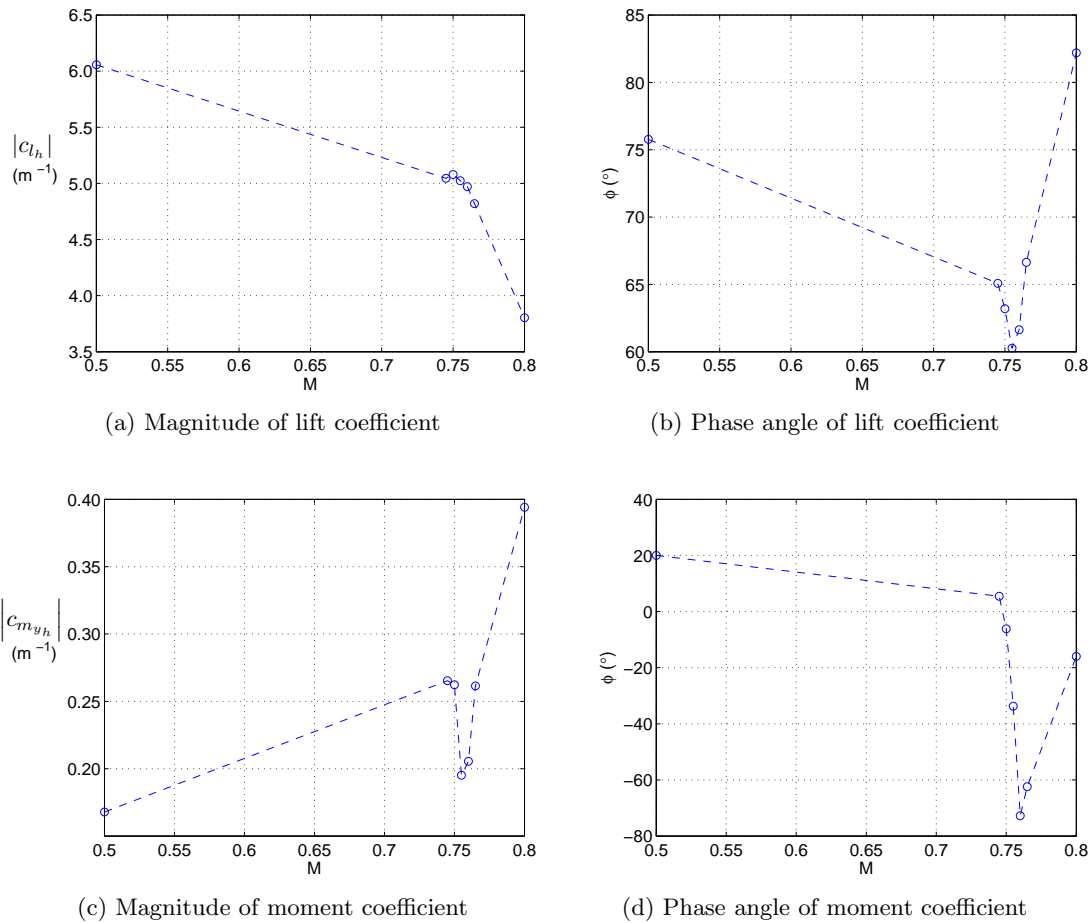 6.5
6.0
5.5
5.0
4.5
4.0
3.5
|c_{l_h}|
(m⁻¹)
0.5 0.55 0.6 0.65 0.7 0.75 0.8
M
(a) Magnitude of lift coefficient
85
80
75
70
65
60
ϕ (°)
0.5 0.55 0.6 0.65 0.7 0.75 0.8
M
(b) Phase angle of lift coefficient
0.40
0.35
0.30
0.25
0.20
|c_{m_{y_h}}|
(m⁻¹)
0.5 0.55 0.6 0.65 0.7 0.75 0.8
M
(c) Magnitude of moment coefficient
40
20
0
−20
−40
−60
−80
ϕ (°)
0.5 0.55 0.6 0.65 0.7 0.75 0.8
M
(d) Phase angle of moment coefficient